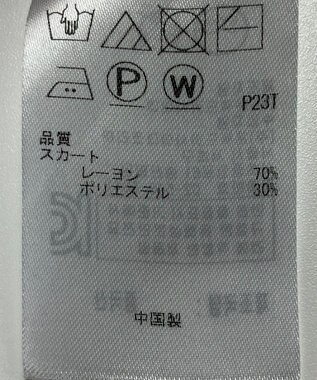 P W
P23T
品質
スカート
レーヨン 70%
ポリエステル 30%
中国製